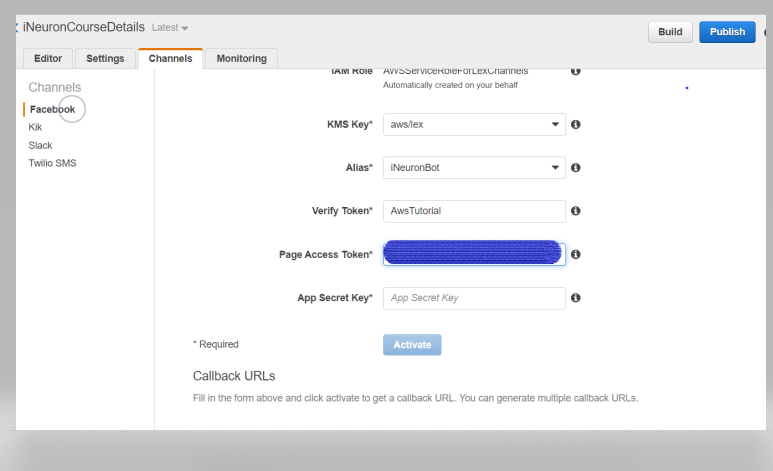 iNeuronCourseDetails Latest
Build
Publish
Editor
Settings
Channels
Monitoring
Channels
Facebook
Kik
Slack
Twilio SMS
IAM Role
AWSServiceRoleForLexChannels
Automatically created on your behalf
KMS Key*
aws/lex
Alias*
iNeuronBot
Verify Token*
AwsTutorial
Page Access Token*
App Secret Key*
App Secret Key
* Required
Activate
Callback URLs
Fill in the form above and click activate to get a callback URL. You can generate multiple callback URLs.